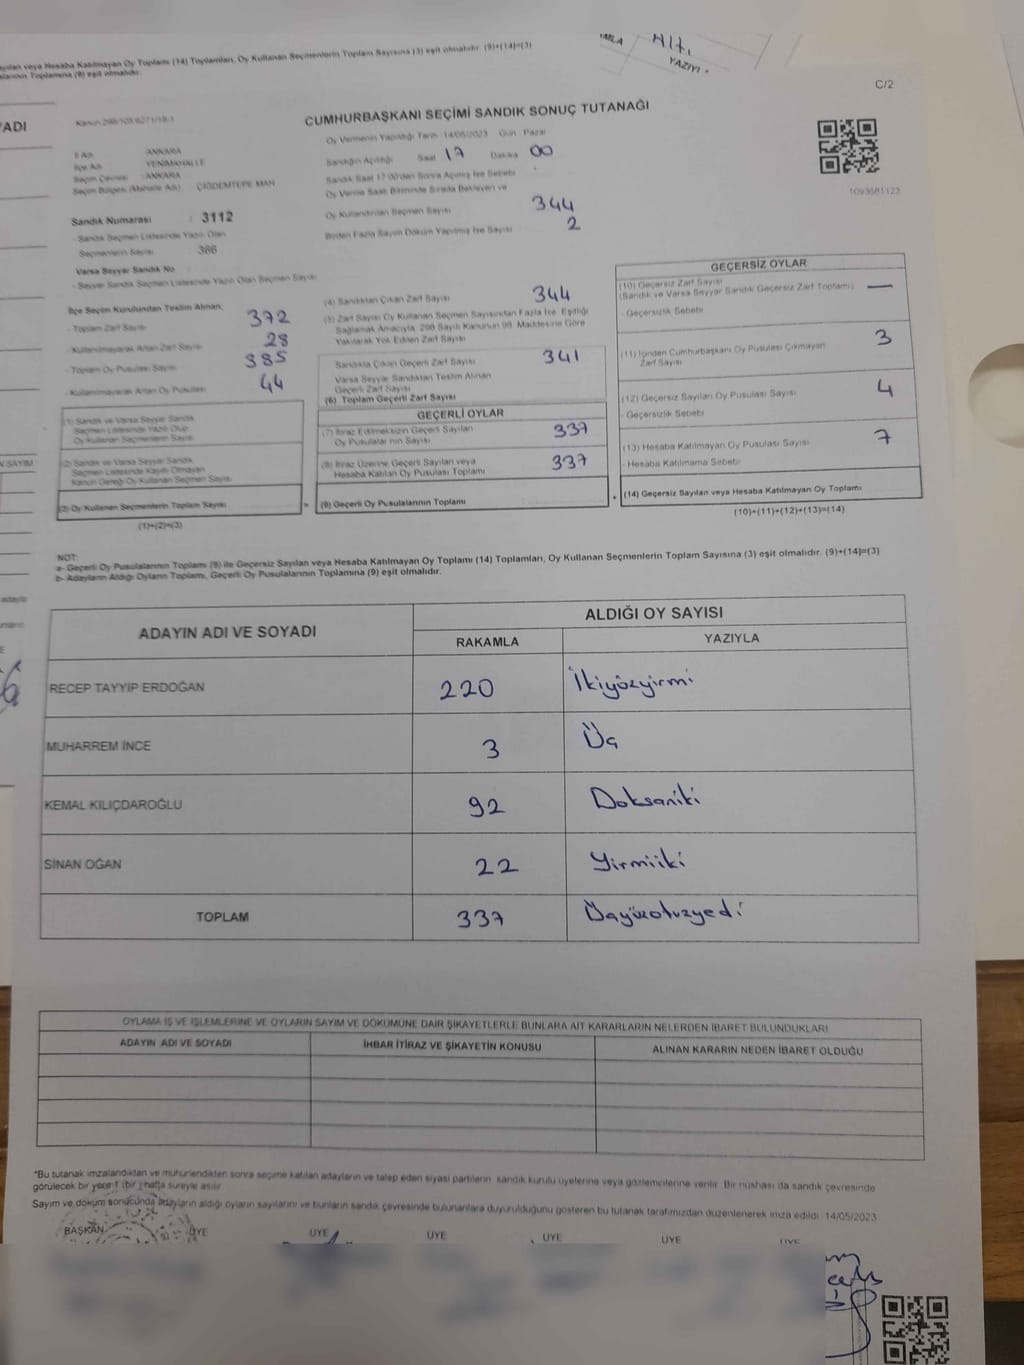 sayılan veya Hesaba Katılmayan Oy Toplamı (14) Toplamları, Oy Kullanan Seçmenlerin Toplam Sayısına (3) eşit olmalıdır. (9)+(14)=(3)
Toplamına (9) eşit olmalıdır.
Altı
YAZIYL
C/2
YADI
CUMHURBAŞKANI SEÇİMİ SANDIK SONUÇ TUTANAĞI
İl Adı ANKARA
İlçe Adı YENİMAHALLE
Seçim Çevresi : ANKARA
Seçim Bölgesi (Mahalle Adı) ÇİĞDEMTEPE MAH
Sandık Numarası : 3112
- Sandık Seçmen Listesinde Yazılı Olan
Seçmenlerin Sayısı : 366
Varsa Seyyar Sandık No
- Seyyar Sandık Seçmen Listesinde Yazılı Olan Seçmen Sayısı
İlçe Seçim Kurulundan Teslim Alınan;
- Toplam Zarf Sayısı 372
- Kullanılmayarak Artan Zarf Sayısı 28
- Toplam Oy Pusulası Sayısı 385
- Kullanılmayarak Artan Oy Pusulası 44
(1) Sandık ve Varsa Seyyar Sandık
Seçmen Listesinde Yazılı Olup
Oy Kullanan Seçmenlerin Sayısı
(2) Sandık ve Varsa Seyyar Sandık
Seçmen Listesinde Kayıtlı Olmayan
Kanun Gereği Oy Kullanan Seçmen Sayısı
(3) Oy Kullanan Seçmenlerin Toplam Sayısı
(1)+(2)=(3)
Oy Vermenin Yapıldığı Tarih 14/05/2023 Gün Pazar
Sandığın Açıldığı Saat 17 Dakika 00
Sandık Saat 17:00'den Sonra Açılmış İse Sebebi
Oy Verme Saati Bitiminde Sırada Bekleyen ve
Oy Kullandırılan Seçmen Sayısı 344
Birden Fazla Sayım Döküm Yapılmış İse Sayısı 2
(4) Sandıktan Çıkan Zarf Sayısı 344
(5) Zarf Sayısı Oy Kullanan Seçmen Sayısından Fazla İse, Eşitliği
Sağlamak Amacıyla, 298 Sayılı Kanunun 98. Maddesine Göre
Yakılarak Yok Edilen Zarf Sayısı
Sandıkta Çıkan Geçerli Zarf Sayısı 341
Varsa Seyyar Sandıktan Teslim Alınan
Geçerli Zarf Sayısı
(6) Toplam Geçerli Zarf Sayısı
GEÇERLİ OYLAR
(7) İtiraz Edilmeksizin Geçerli Sayılan
Oy Pusulalarının Sayısı 337
(8) İtiraz Üzerine Geçerli Sayılan veya
Hesaba Katılan Oy Pusulası Toplamı 337
(9) Geçerli Oy Pusulalarının Toplamı
1093681123
GEÇERSİZ OYLAR
(10) Geçersiz Zarf Sayısı
(Sandık ve Varsa Seyyar Sandık Geçersiz Zarf Toplamı) —
- Geçersizlik Sebebi
(11) İçinden Cumhurbaşkanı Oy Pusulası Çıkmayan
Zarf Sayısı 3
(12) Geçersiz Sayılan Oy Pusulası Sayısı 4
- Geçersizlik Sebebi
(13) Hesaba Katılmayan Oy Pusulası Sayısı 7
- Hesaba Katılmama Sebebi
(14) Geçersiz Sayılan veya Hesaba Katılmayan Oy Toplamı
(10)+(11)+(12)+(13)=(14)
NOT:
a- Geçerli Oy Pusulalarının Toplamı (9) ile Geçersiz Sayılan veya Hesaba Katılmayan Oy Toplamı (14) Toplamları, Oy Kullanan Seçmenlerin Toplam Sayısına (3) eşit olmalıdır. (9)+(14)=(3)
b- Adayların Aldığı Oyların Toplamı, Geçerli Oy Pusulalarının Toplamına (9) eşit olmalıdır.
ADAYIN ADI VE SOYADI ALDIĞI OY SAYISI
RAKAMLA YAZIYLA
RECEP TAYYİP ERDOĞAN 220 İkiyüzyirmi
MUHARREM İNCE 3 Üç
KEMAL KILIÇDAROĞLU 92 Doksaniki
SİNAN OĞAN 22 Yirmiiki
TOPLAM 337 Üçyüzotuzyedi
OYLAMA İŞ VE İŞLEMLERİNE VE OYLARIN SAYIM VE DÖKÜMÜNE DAİR ŞİKAYETLERLE BUNLARA AİT KARARLARIN NELERDEN İBARET BULUNDUKLARI
ADAYIN ADI VE SOYADI İHBAR İTİRAZ VE ŞİKAYETİN KONUSU ALINAN KARARIN NEDEN İBARET OLDUĞU
*Bu tutanak imzalandıktan ve mühürlendikten sonra seçime katılan adayların ve talep eden siyasi partilerin sandık kurulu üyelerine veya gözlemcilerine verilir. Bir nüshası da sandık çevresinde
görülecek bir yere 1 (bir) hafta süreyle asılır.
Sayım ve döküm sonucunda adayların aldığı oyların sayılarını ve bunların sandık çevresinde bulunanlara duyurulduğunu gösteren bu tutanak tarafımızdan düzenlenerek imza edildi. 14/05/2023
BAŞKAN ÜYE ÜYE ÜYE ÜYE ÜYE ÜYE